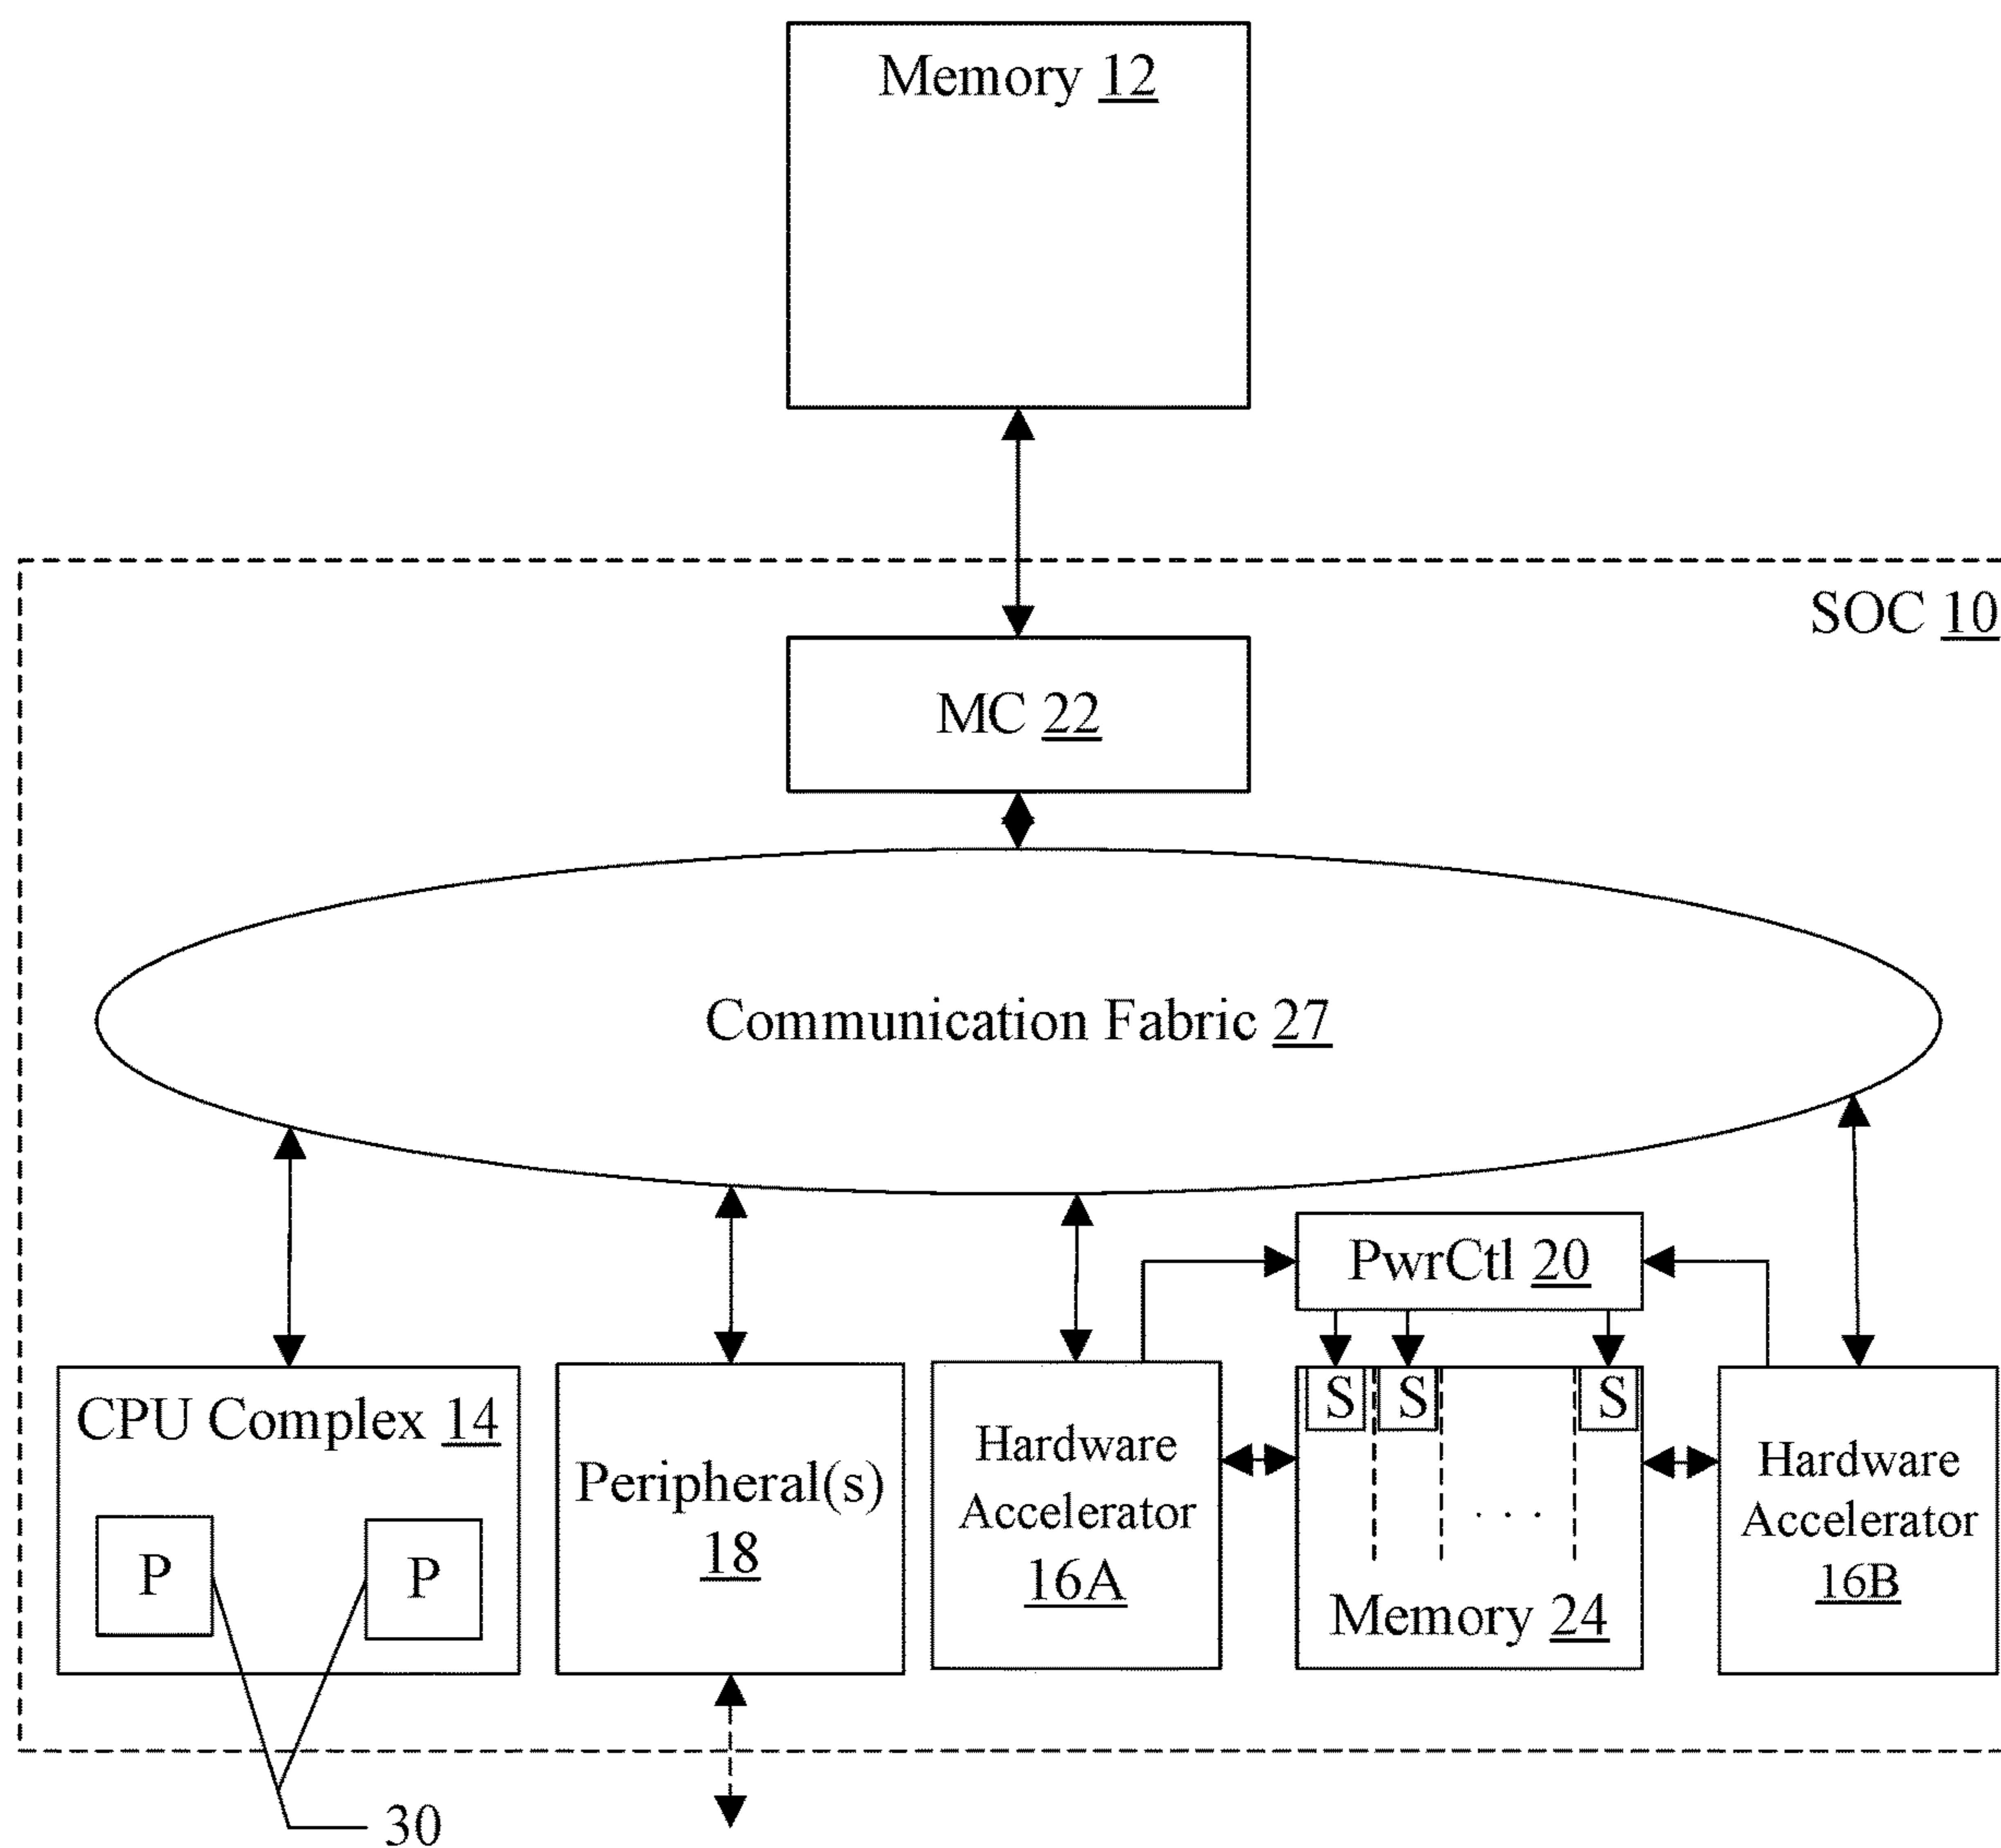 Memory 12
SOC 10
MC 22
Communication Fabric 27
PwrCtl 20
CPU Complex 14
P P
30
Peripheral(s)
18
Hardware
Accelerator
16A
S S S
. . .
Memory 24
Hardware
Accelerator
16B